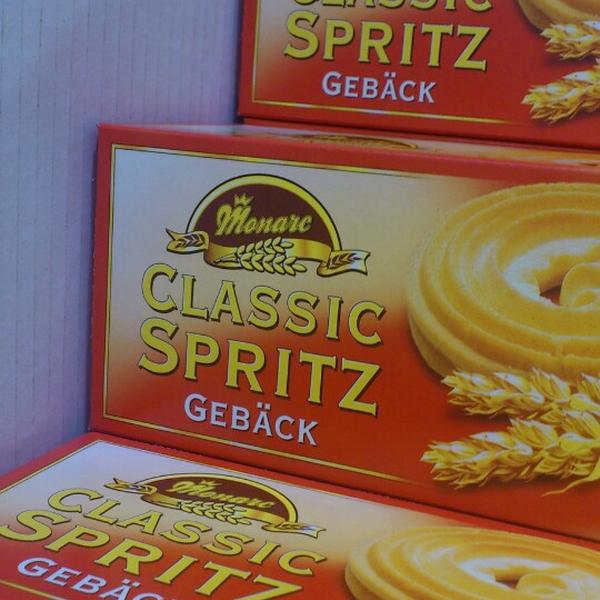 CLASSIC
SPRITZ
GEBÄCK
Monarc
CLASSIC
SPRITZ
GEBÄCK
Monarc
CLASSIC
SPRITZ